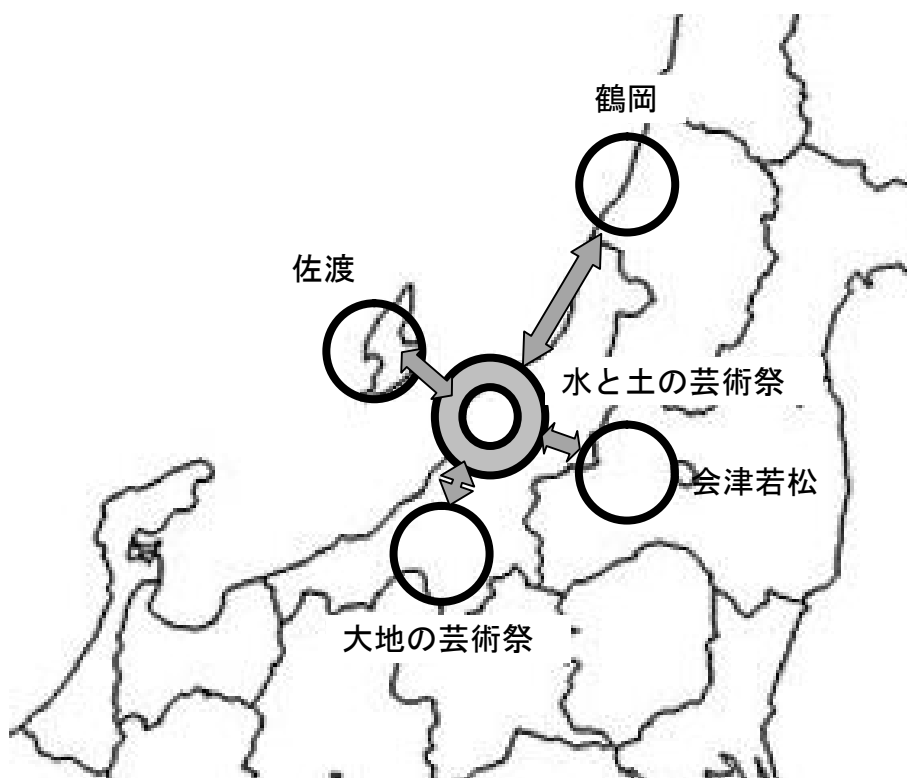 鶴岡
佐渡
水と土の芸術祭
会津若松
大地の芸術祭